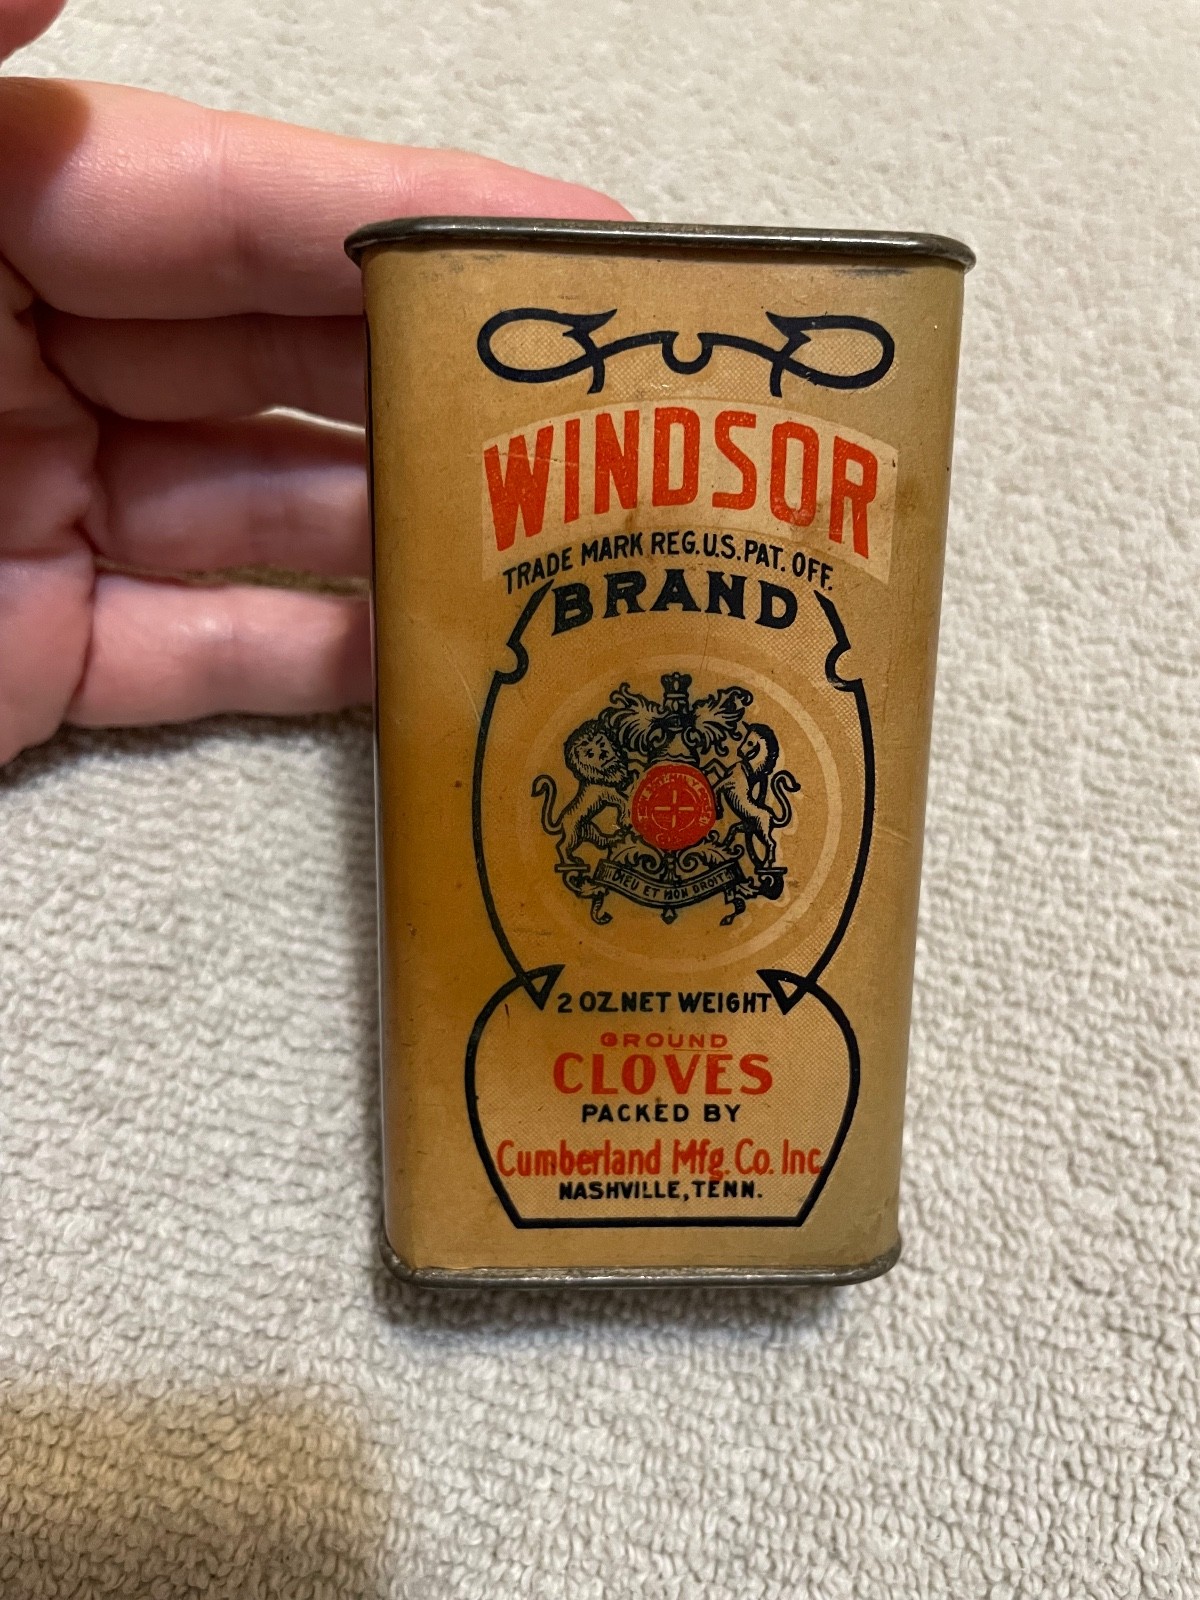 WINDSOR
TRADE MARK REG. U.S. PAT. OFF.
BRAND
DIEU ET MON DROIT
2 OZ. NET WEIGHT
GROUND
CLOVES
PACKED BY
Cumberland Mfg. Co. Inc.
NASHVILLE, TENN.